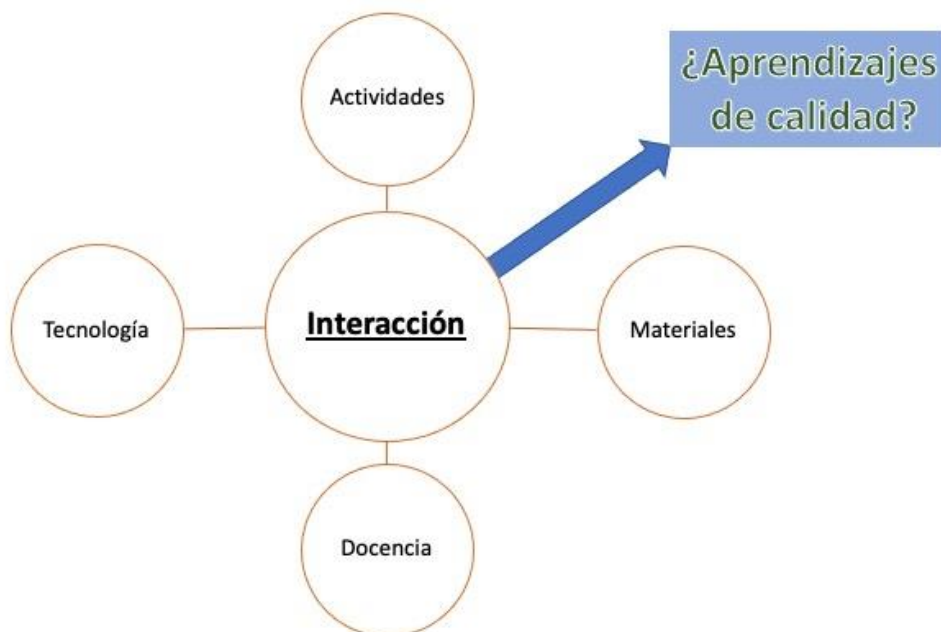 Actividades
¿Aprendizajes
de calidad?
Tecnología
Interacción
Materiales
Docencia